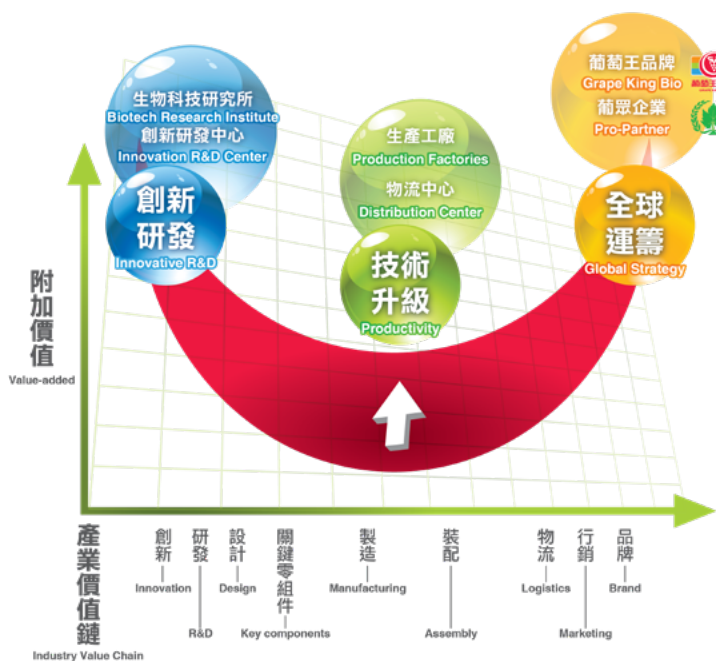 生物科技研究所
Biotech Research Institute
創新研發中心
Innovation R&D Center
創新
研發
Innovative R&D
生產工廠
Production Factories
物流中心
Distribution Center
技術
升級
Productivity
葡萄王品牌
Grape King Bio
葡眾企業
Pro-Partner
全球
運籌
Global Strategy
附加價值
Value-added
產業價值鏈
Industry Value Chain
創新
Innovation
研發
R&D
設計
Design
關鍵零組件
Key components
製造
Manufacturing
裝配
Assembly
物流
Logistics
行銷
Marketing
品牌
Brand